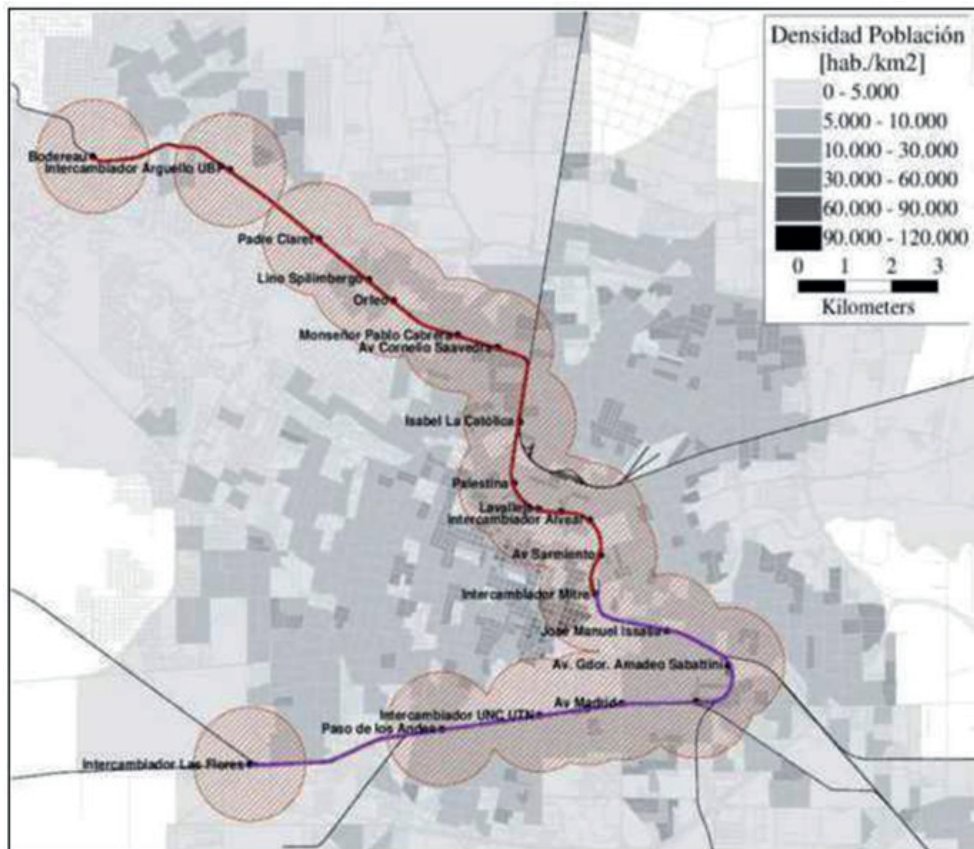 Densidad Población
[hab./km2]
0 - 5.000
5.000 - 10.000
10.000 - 30.000
30.000 - 60.000
60.000 - 90.000
90.000 - 120.000
0 1 2 3
Kilometers
Bodereau
Intercambiador Arguello UBP
Padre Claret
Lino Spilimbergo
Orleo
Monseñor Pablo Cabrera
Av Cornelio Saavedra
Isabel La Católica
Palestina
Lavalleja
Intercambiador Alvear
Av Sarmiento
Intercambiador Mitre
José Manuel Issasa
Av. Gdor. Amadeo Sabattini
Av Madrid
Intercambiador UNC UTN
Paso de los Andes
Intercambiador Las Flores